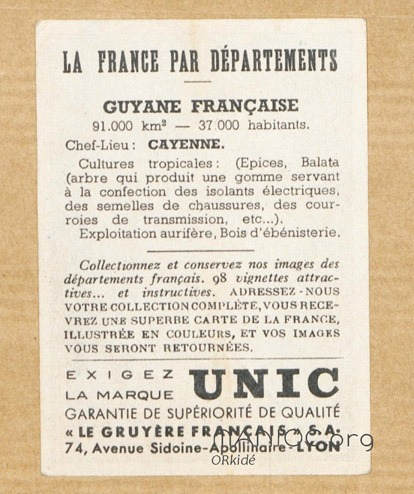 LA FRANCE PAR DÉPARTEMENTS
GUYANE FRANÇAISE
91.000 km² — 37.000 habitants.
Chef-Lieu : CAYENNE.
Cultures tropicales : (Epices, Balata
(arbre qui produit une gomme servant
à la confection des isolants électriques,
des semelles de chaussures, des cour-
roies de transmission, etc...).
Exploitation aurifère, Bois d'ébénisterie.
Collectionnez et conservez nos images des
départements français. 98 vignettes attrac-
tives... et instructives. ADRESSEZ-NOUS
VOTRE COLLECTION COMPLÈTE, VOUS RECE-
VREZ UNE SUPERBE CARTE DE LA FRANCE,
ILLUSTRÉE EN COULEURS, ET VOS IMAGES
VOUS SERONT RETOURNÉES.
EXIGEZ
LA MARQUE
UNIC
GARANTIE DE SUPÉRIORITÉ DE QUALITÉ
« LE GRUYÈRE FRANÇAIS » S.A.
74, Avenue Sidoine-Apollinaire-LYON
MANIOC.org
ORkidé